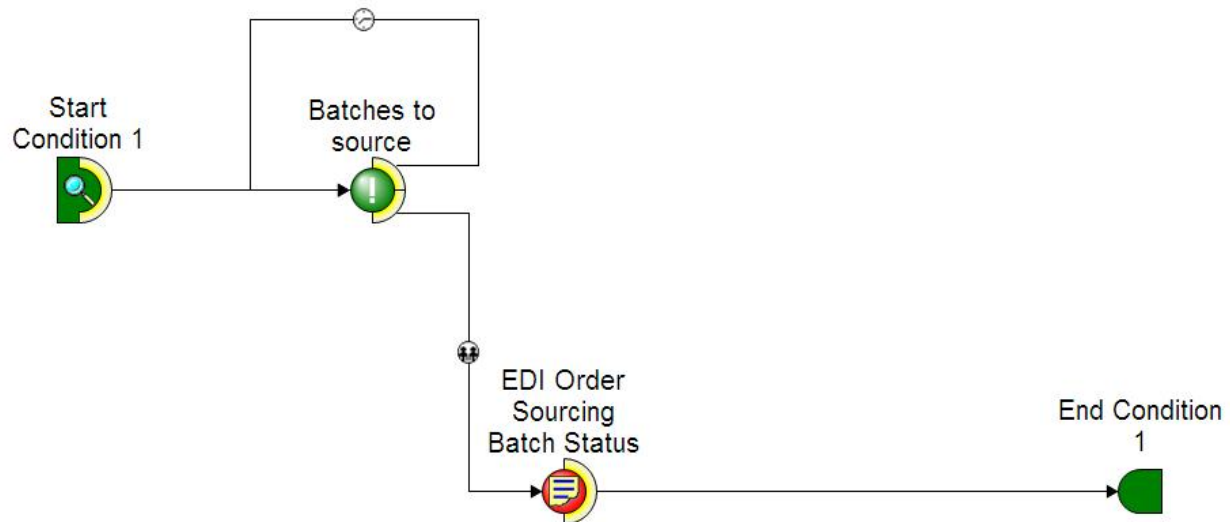 Start
Condition 1
Batches to
source
EDI Order
Sourcing
Batch Status
End Condition
1